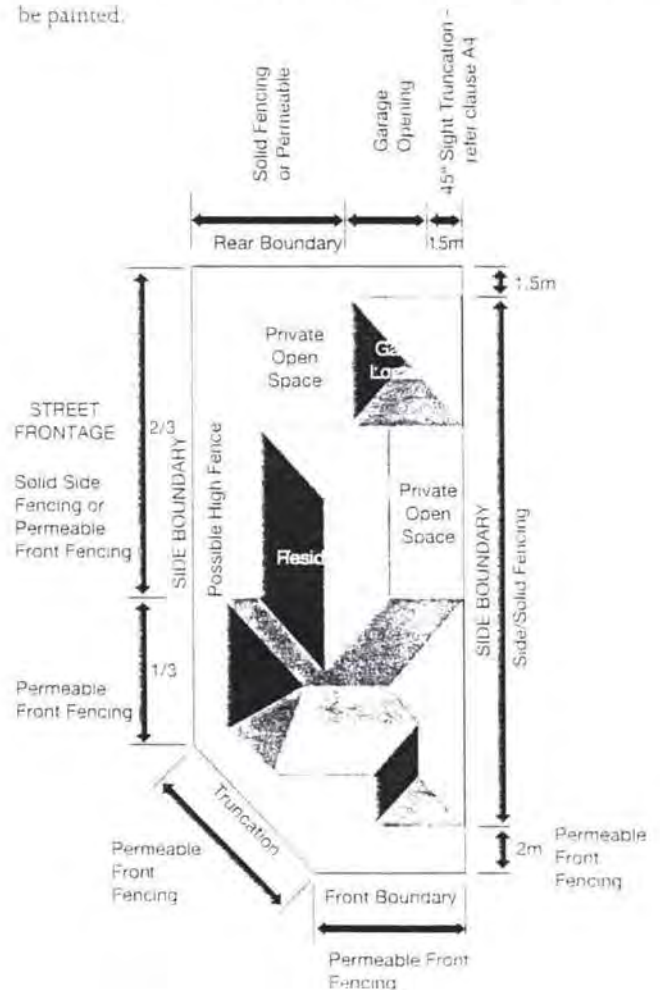 be painted.
Solid Fencing
or Permeable
Garage
Opening
45° Sight Truncation -
refer clause A4
Rear Boundary
1.5m
1.5m
Private
Open
Space
STREET
FRONTAGE
2/3
Solid Side
Fencing or
Permeable
Front Fencing
SIDE BOUNDARY
Possible High Fence
Private
Open
Space
Resid
SIDE BOUNDARY
Side/Solid Fencing
1/3
Permeable
Front Fencing
Truncation
Permeable
Front
Fencing
2m
Permeable
Front
Fencing
Front Boundary
Permeable Front
Fencing